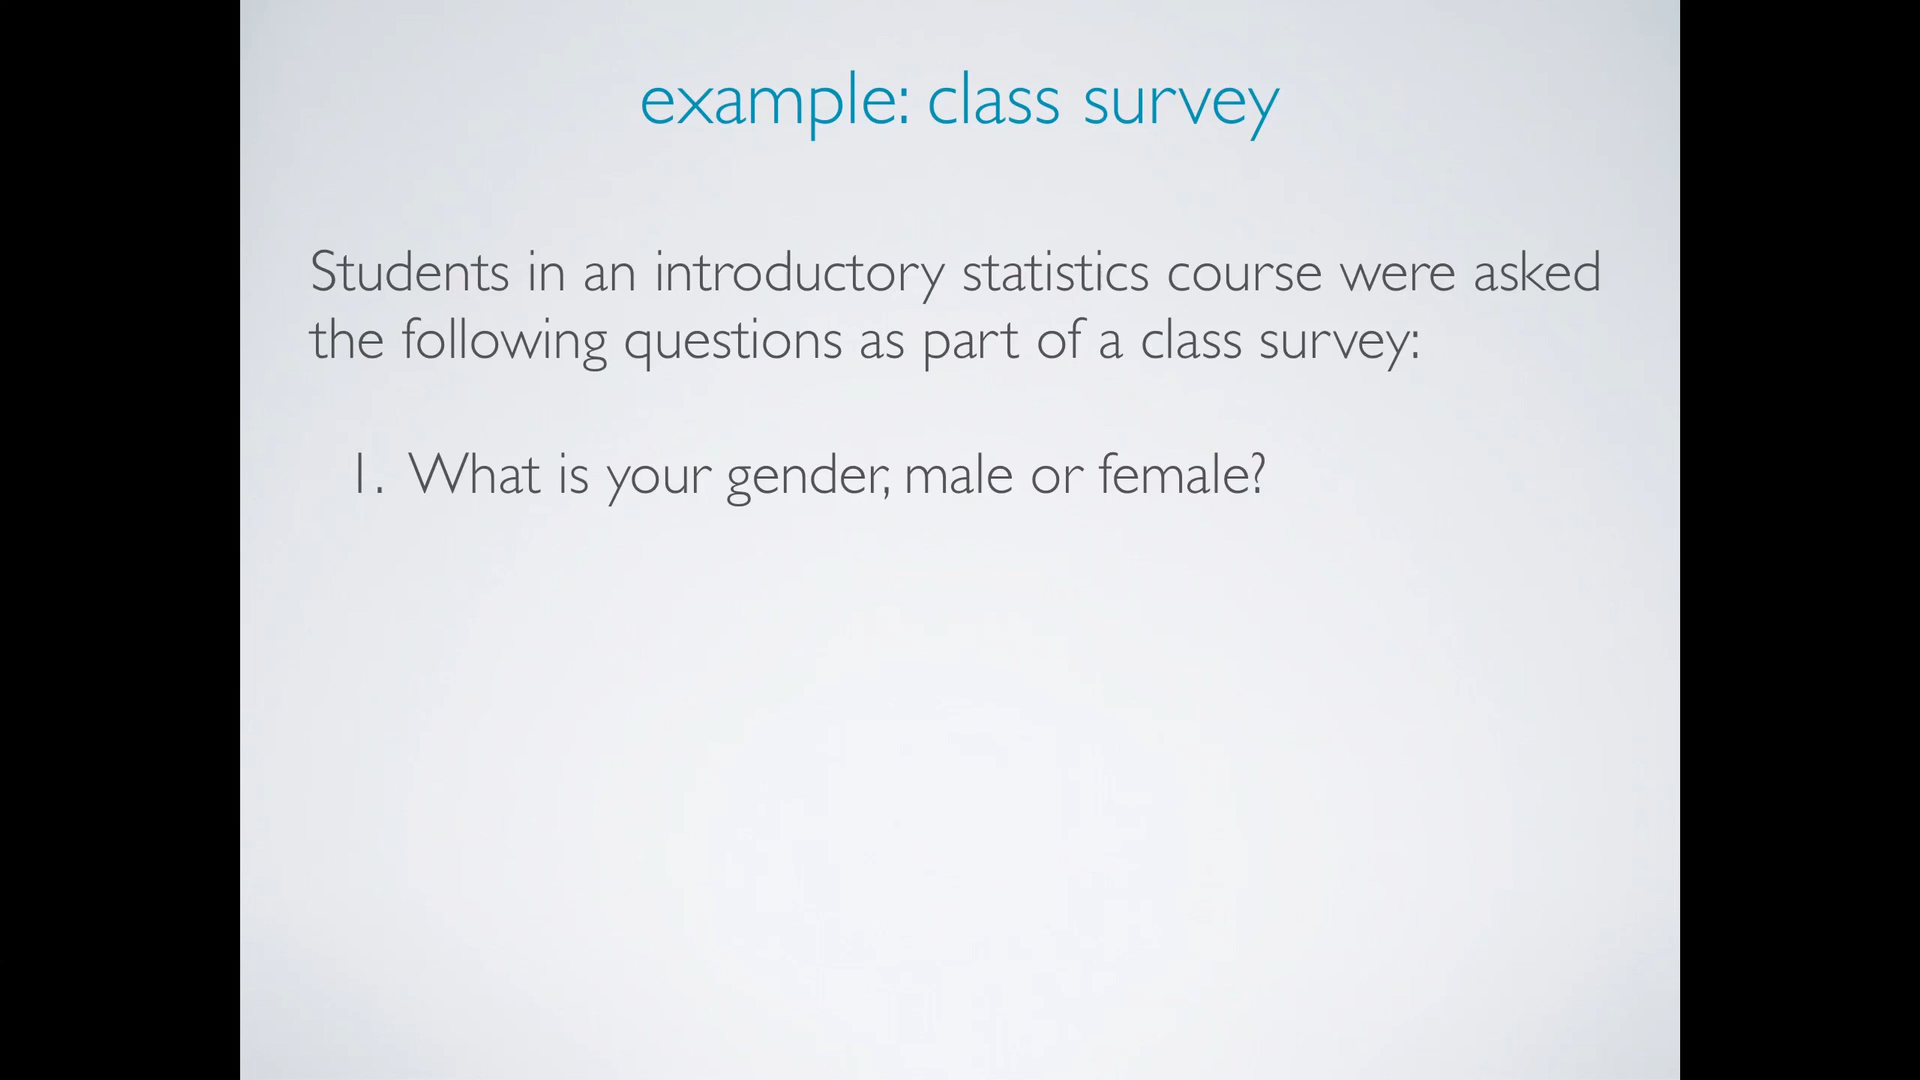 example: class survey
Students in an introductory statistics course were asked
the following questions as part of a class survey:
1. What is your gender, male or female?